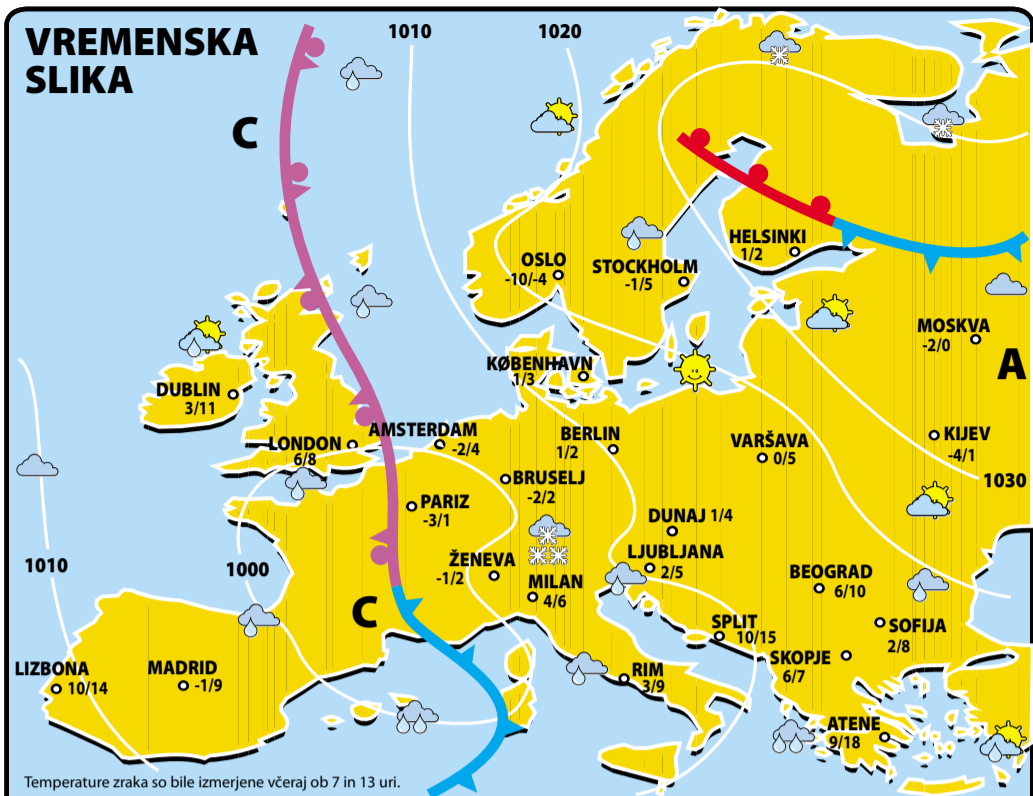 VREMENSKA
SLIKA
1010
1020
C
HELSINKI
1/2
OSLO
-10/-4
STOCKHOLM
-1/5
MOSKVA
-2/0
A
KØBENHAVN
1/3
DUBLIN
3/11
AMSTERDAM
-2/4
LONDON
6/8
BERLIN
1/2
VARŠAVA
0/5
KIJEV
-4/1
BRUSELJ
-2/2
1030
PARIZ
-3/1
DUNAJ 1/4
LJUBLJANA
2/5
ŽENEVA
-1/2
1010
1000
MILAN
4/6
BEOGRAD
6/10
C
SPLIT
10/15
SOFIJA
2/8
SKOPJE
6/7
LIZBONA
10/14
MADRID
-1/9
RIM
3/9
ATENE
9/18
Temperature zraka so bile izmerjene včeraj ob 7 in 13 uri.